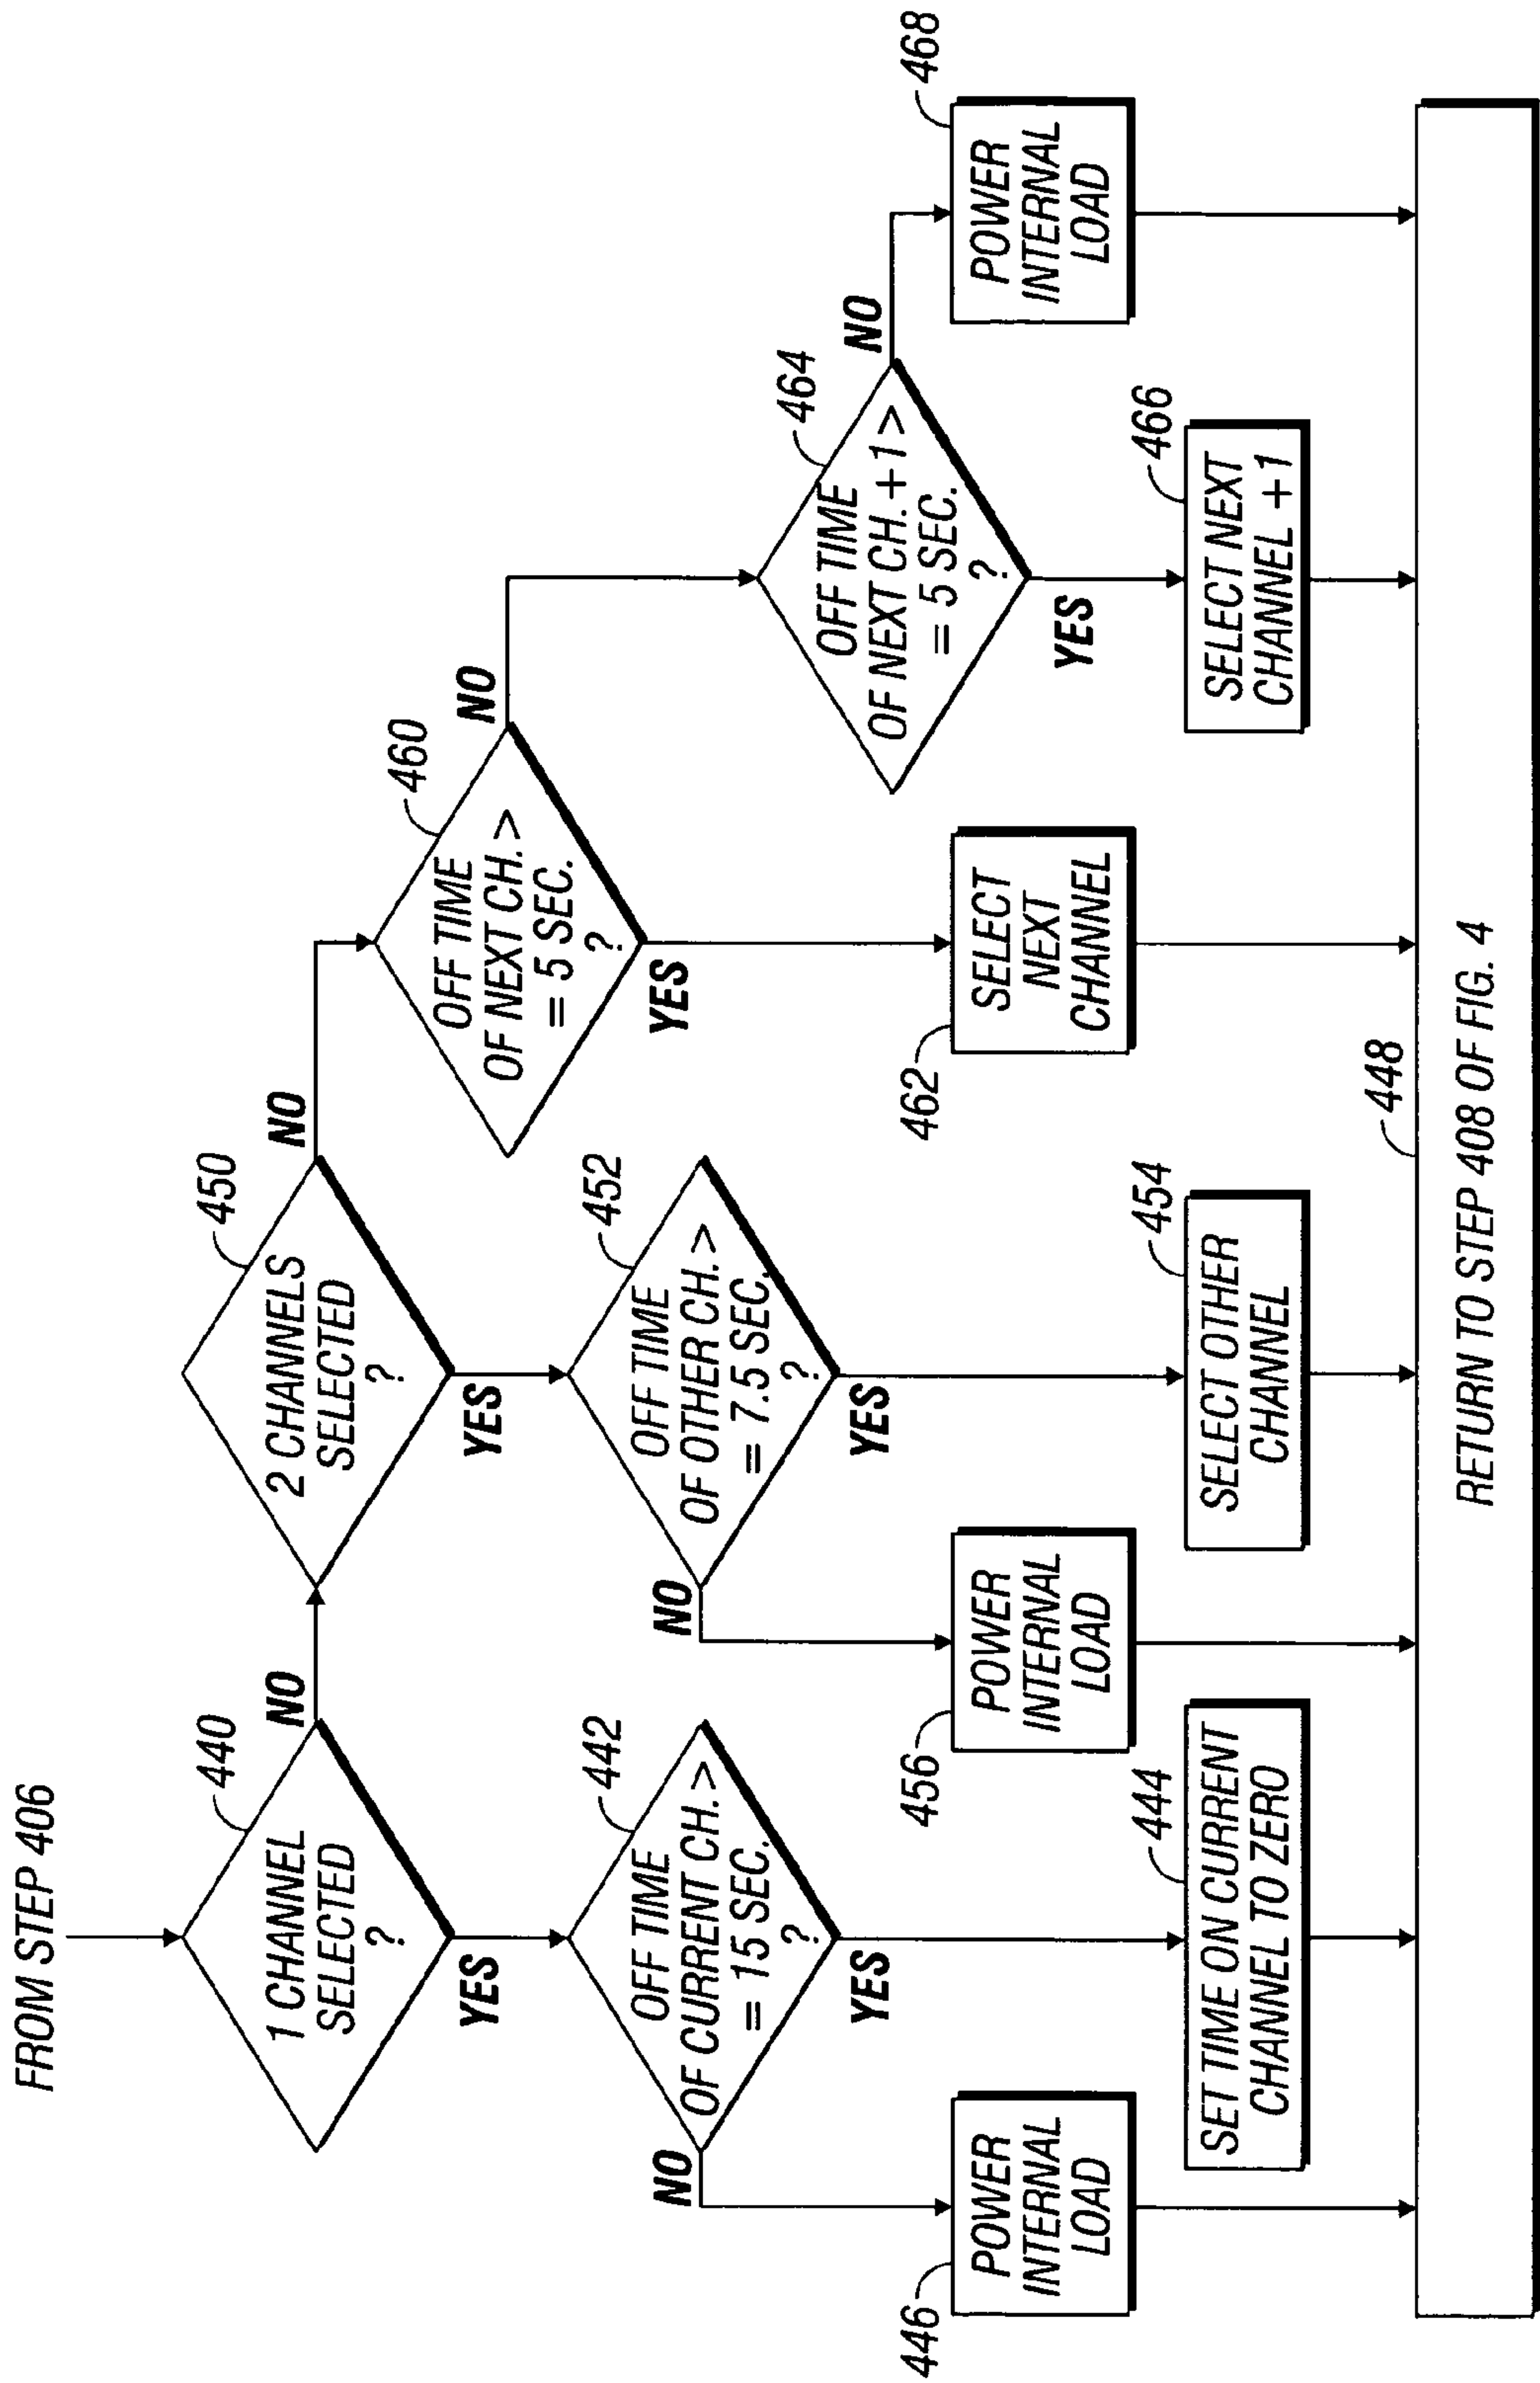 FROM STEP 406
440
1 CHANNEL
SELECTED
?
NO
YES
450
2 CHANNELS
SELECTED
?
NO
YES
442
OFF TIME
OF CURRENT CH. >
= 15 SEC.
?
NO
YES
452
OFF TIME
OF OTHER CH. >
= 7.5 SEC.
?
NO
YES
460
OFF TIME
OF NEXT CH. >
= 5 SEC.
?
NO
YES
464
OFF TIME
OF NEXT CH. + 1 >
= 5 SEC.
?
NO
YES
446
POWER
INTERNAL
LOAD
456
POWER
INTERNAL
LOAD
462
SELECT
NEXT
CHANNEL
468
POWER
INTERNAL
LOAD
444
SET TIME ON CURRENT
CHANNEL TO ZERO
454
SELECT OTHER
CHANNEL
466
SELECT NEXT
CHANNEL +1
448
RETURN TO STEP 408 OF FIG. 4